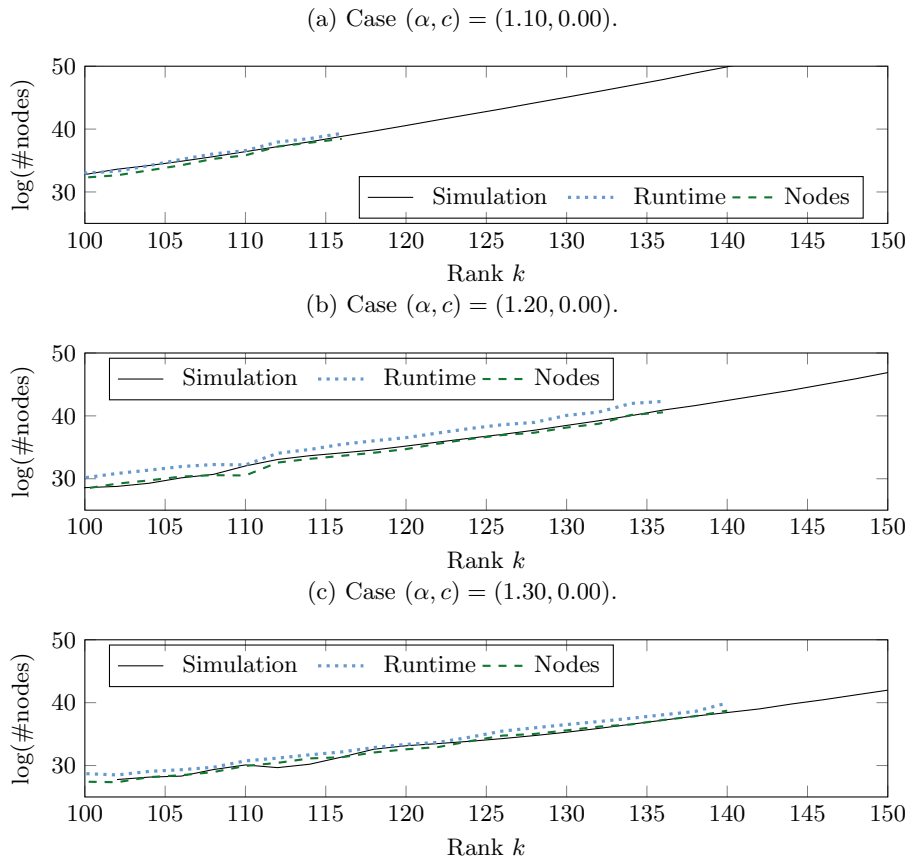 (a) Case (α, c) = (1.10, 0.00).
50
40
30
log(#nodes)
Simulation Runtime Nodes
100 105 110 115 120 125 130 135 140 145 150
Rank k
(b) Case (α, c) = (1.20, 0.00).
50
40
30
log(#nodes)
Simulation Runtime Nodes
100 105 110 115 120 125 130 135 140 145 150
Rank k
(c) Case (α, c) = (1.30, 0.00).
50
40
30
log(#nodes)
Simulation Runtime Nodes
100 105 110 115 120 125 130 135 140 145 150
Rank k